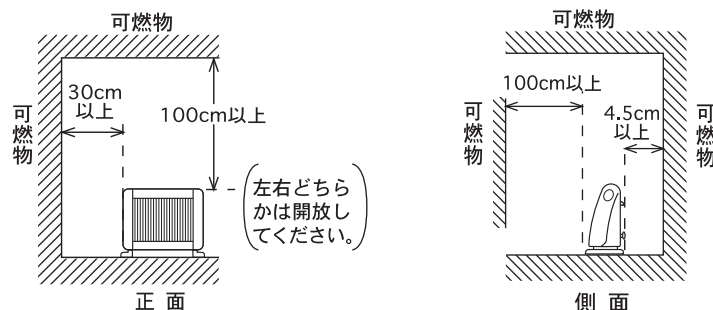 可燃物
30cm
以上
100cm以上
可燃物
左右どちら
かは開放し
てください。
正面
可燃物
100cm以上
4.5cm
以上
可燃物
可燃物
側面